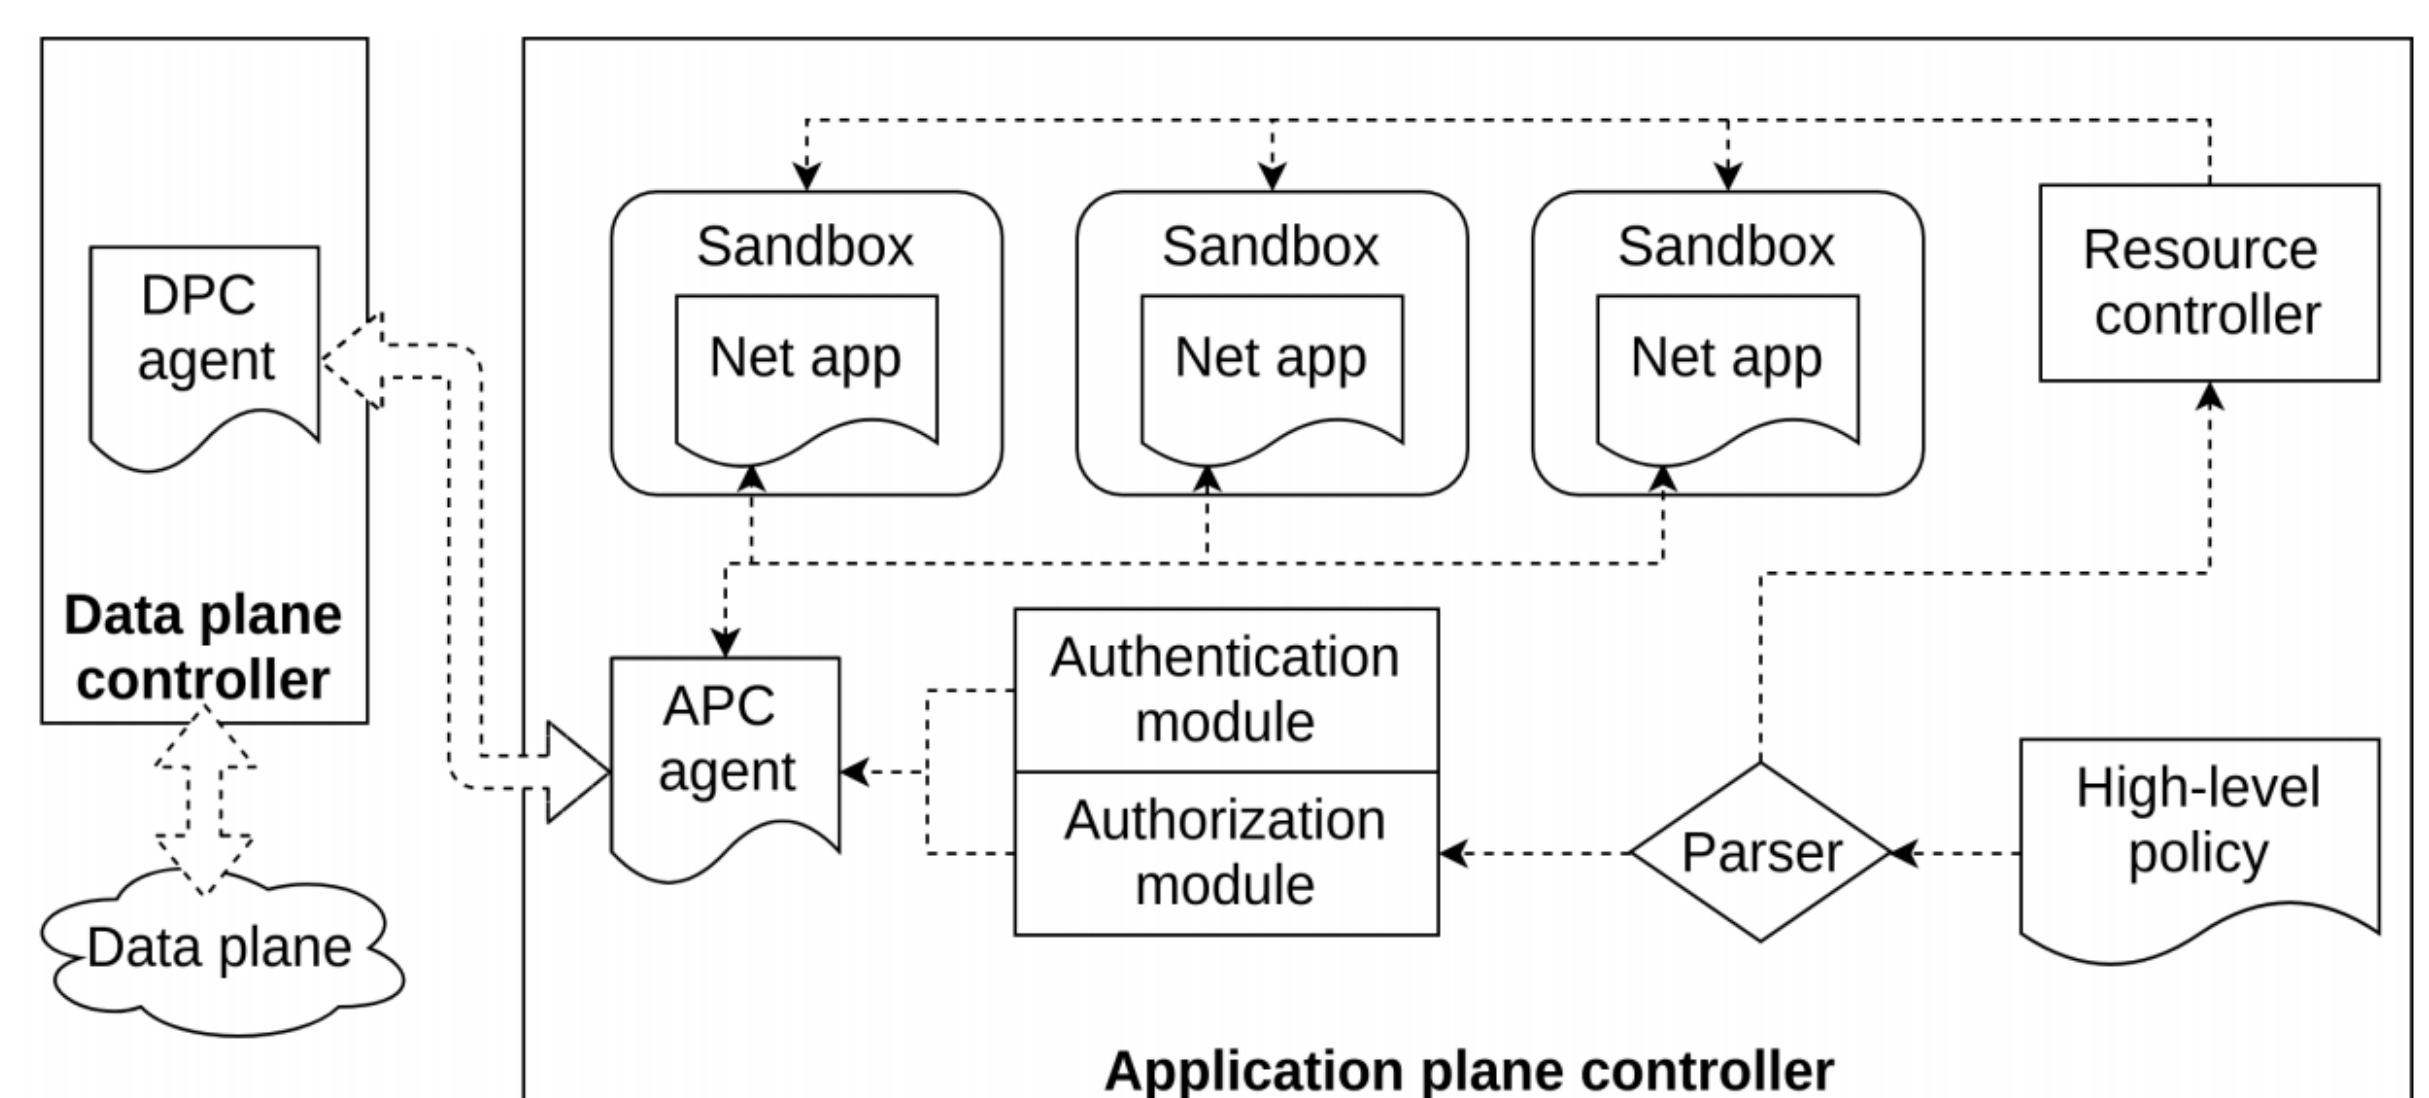 DPC
agent
Data plane
controller
Data plane
Sandbox
Net app
Sandbox
Net app
Sandbox
Net app
Resource
controller
APC
agent
Authentication
module
Authorization
module
Parser
High-level
policy
Application plane controller